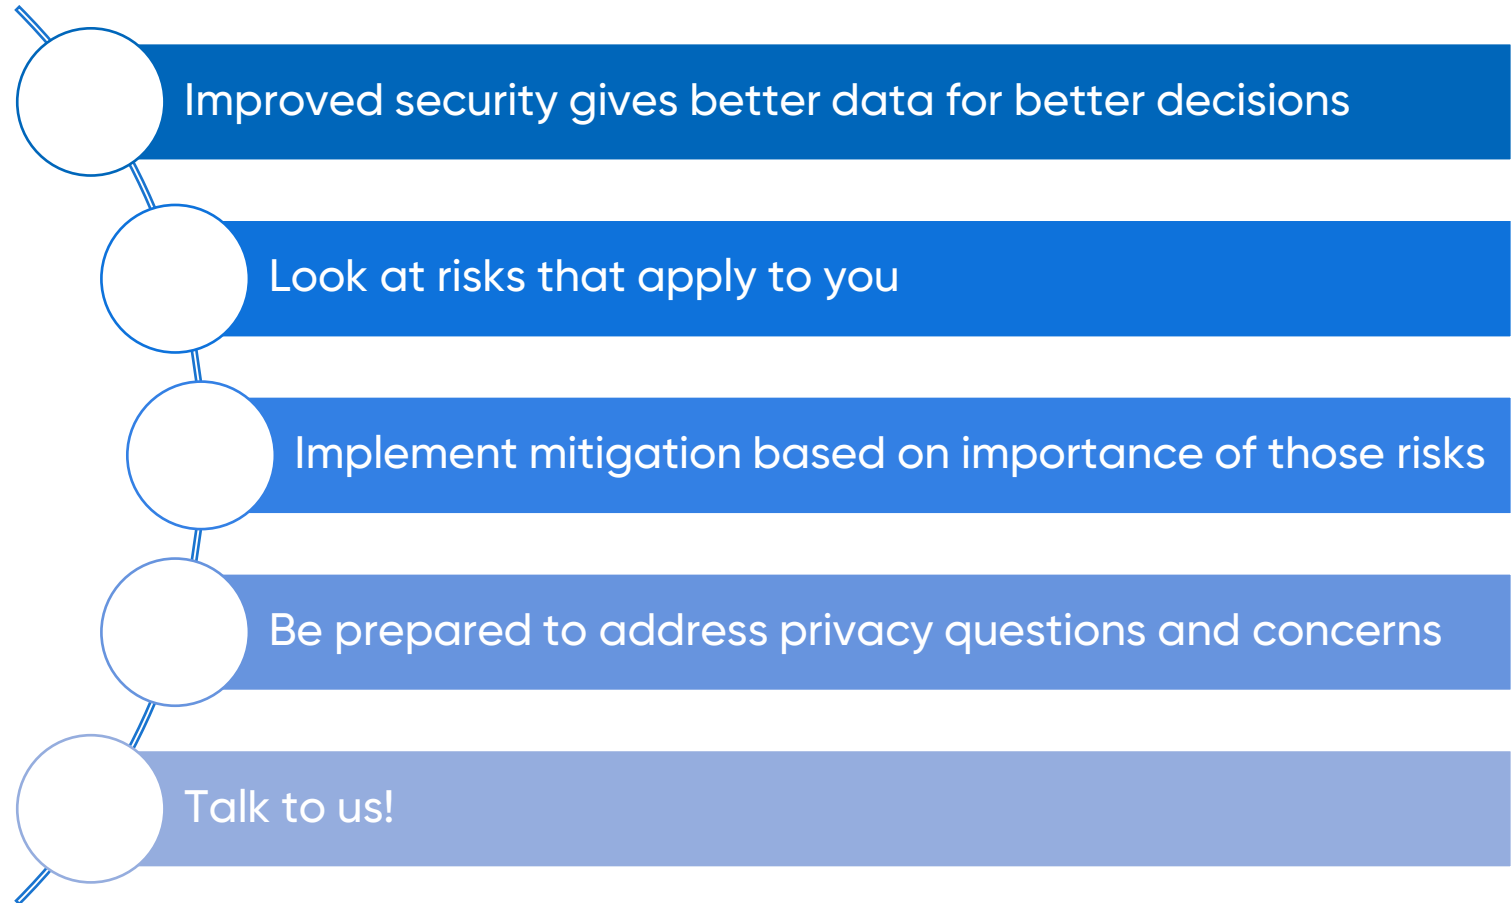 Improved security gives better data for better decisions
Look at risks that apply to you
Implement mitigation based on importance of those risks
Be prepared to address privacy questions and concerns
Talk to us!